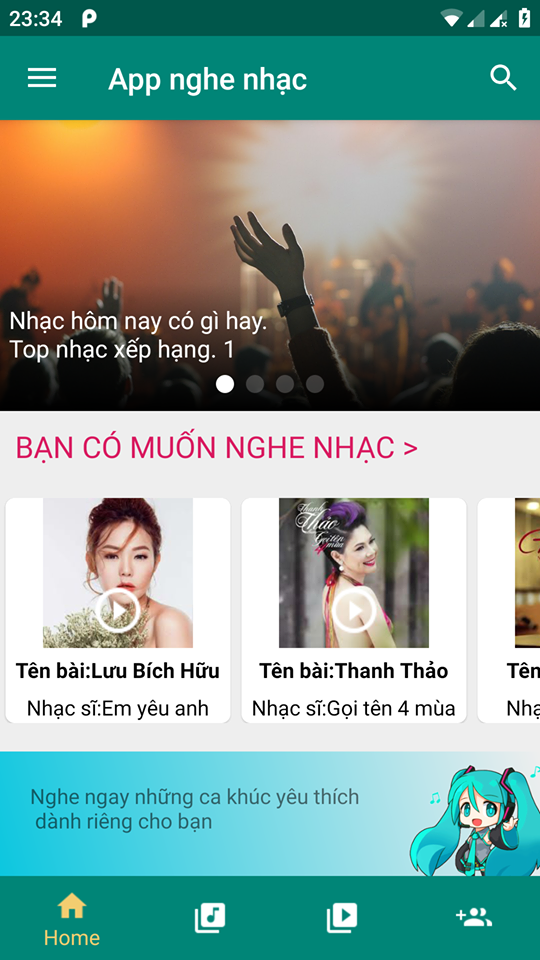 23:34
App nghe nhạc
Nhạc hôm nay có gì hay.
Top nhạc xếp hạng. 1
BẠN CÓ MUỐN NGHE NHẠC >
Thanh
Thảo
Gọi tên
4 mùa
Tên bài:Lưu Bích Hữu
Tên bài:Thanh Thảo
Tên
Nhạc sĩ:Em yêu anh
Nhạc sĩ:Gọi tên 4 mùa
Nhạ
Nghe ngay những ca khúc yêu thích
dành riêng cho bạn
Home